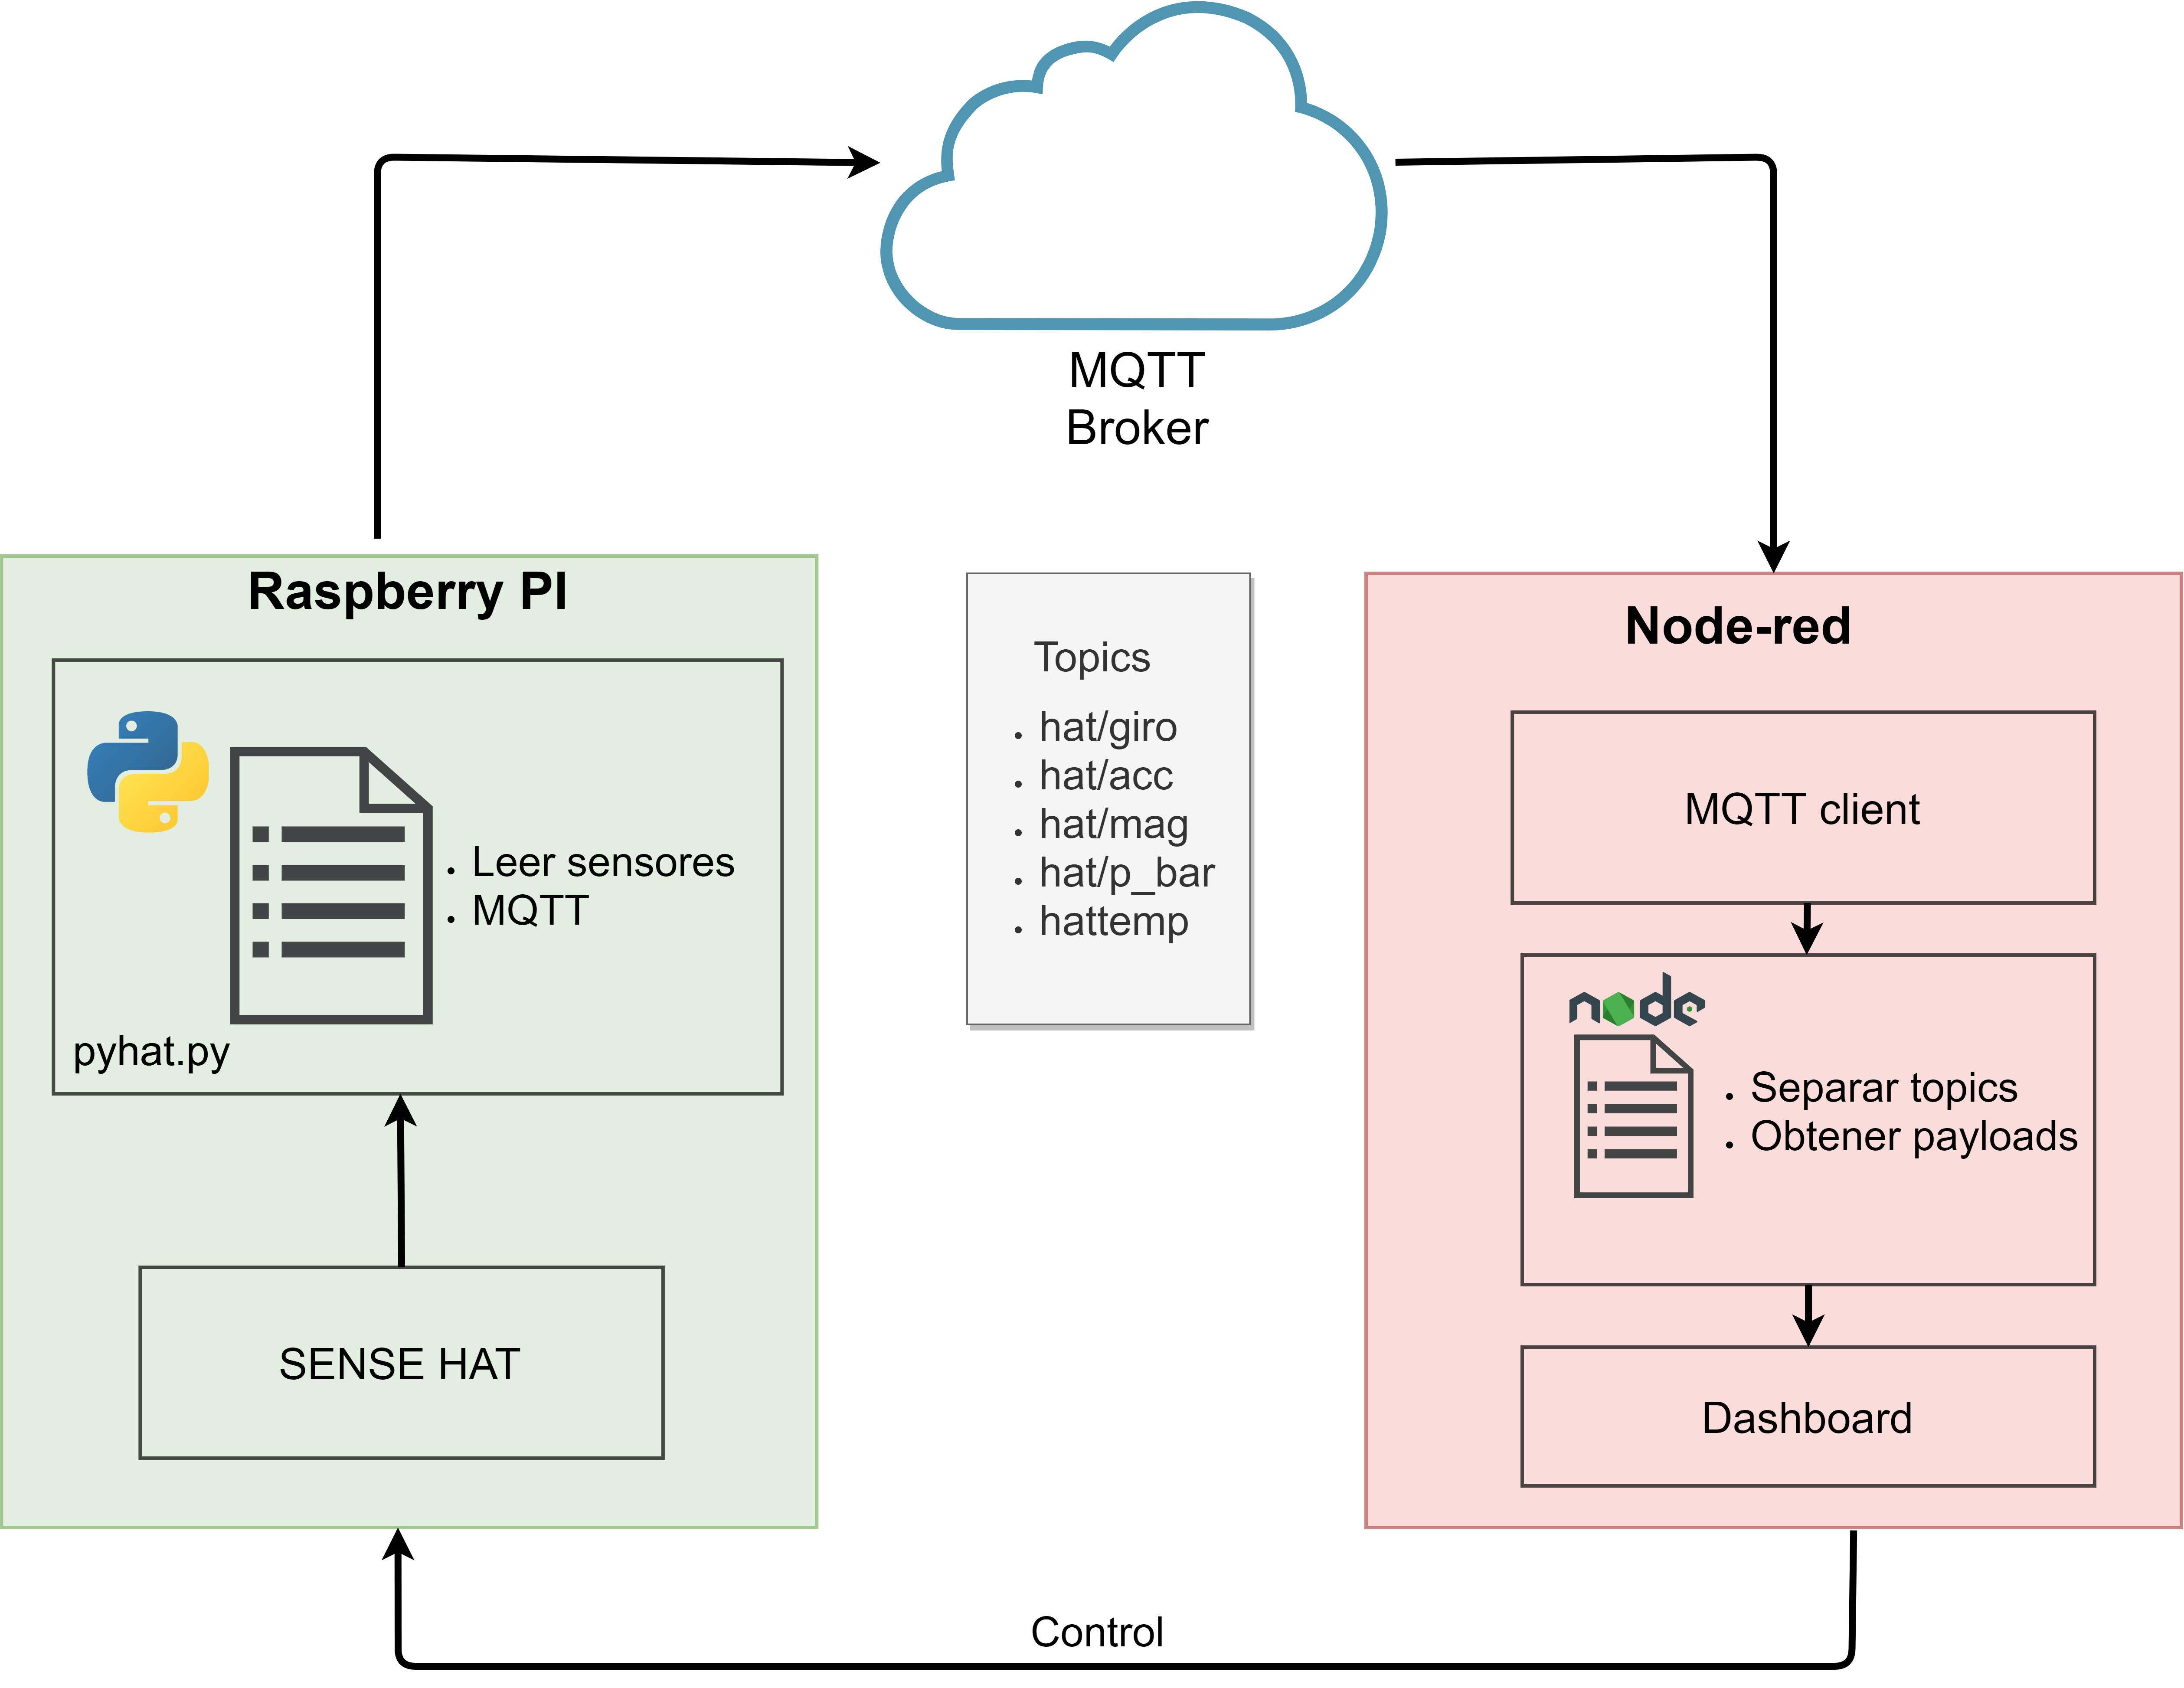 MQTT
Broker
Raspberry PI
Leer sensores
MQTT
pyhat.py
SENSE HAT
Topics
hat/giro
hat/acc
hat/mag
hat/p_bar
hattemp
Node-red
MQTT client
node
Separar topics
Obtener payloads
Dashboard
Control